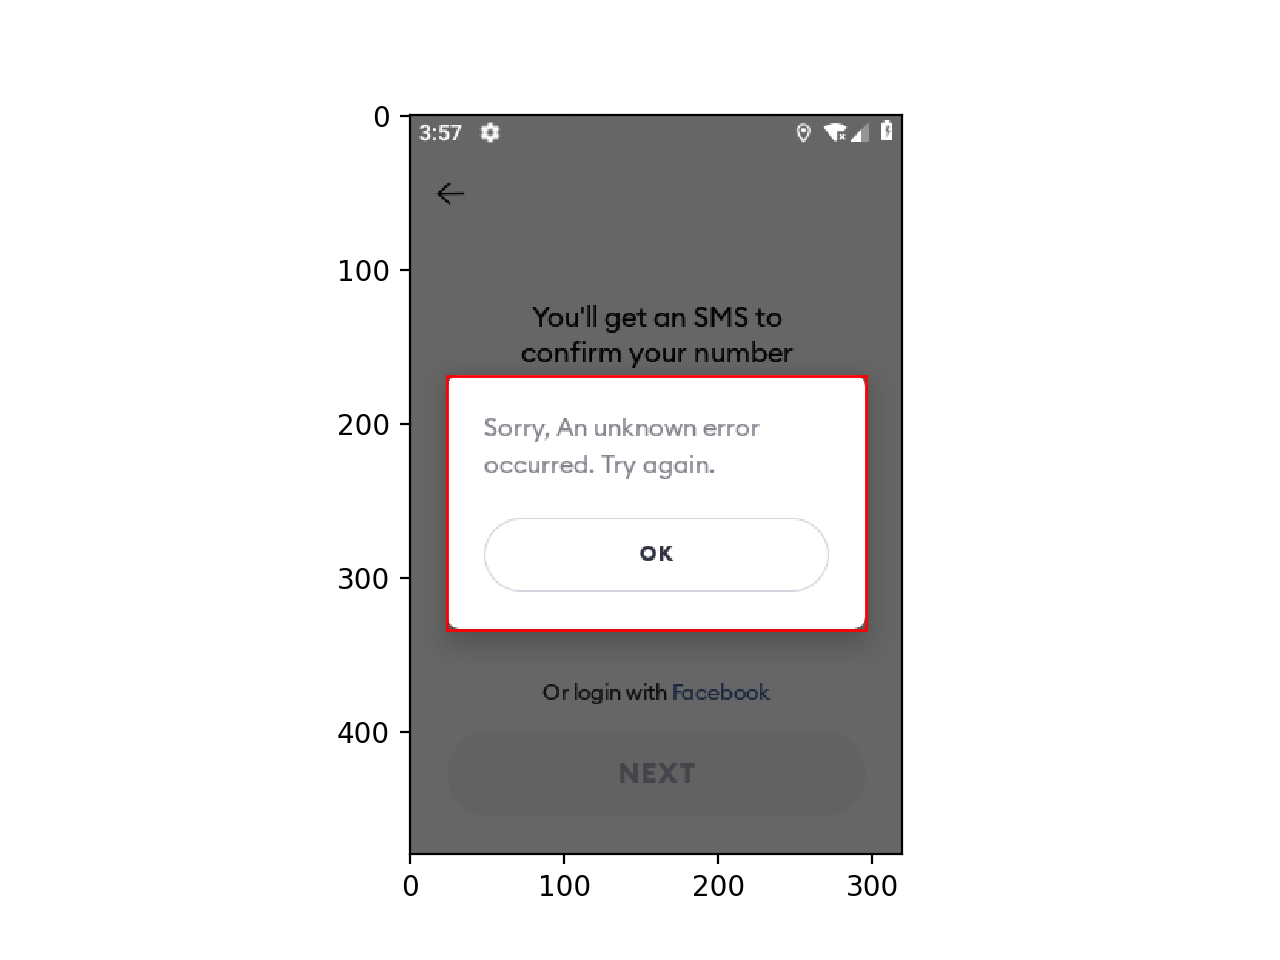 0
3:57
You'll get an SMS to
confirm your number
Sorry, An unknown error
occurred. Try again.
OK
Or login with Facebook
NEXT
100
200
300
400
0
100
200
300